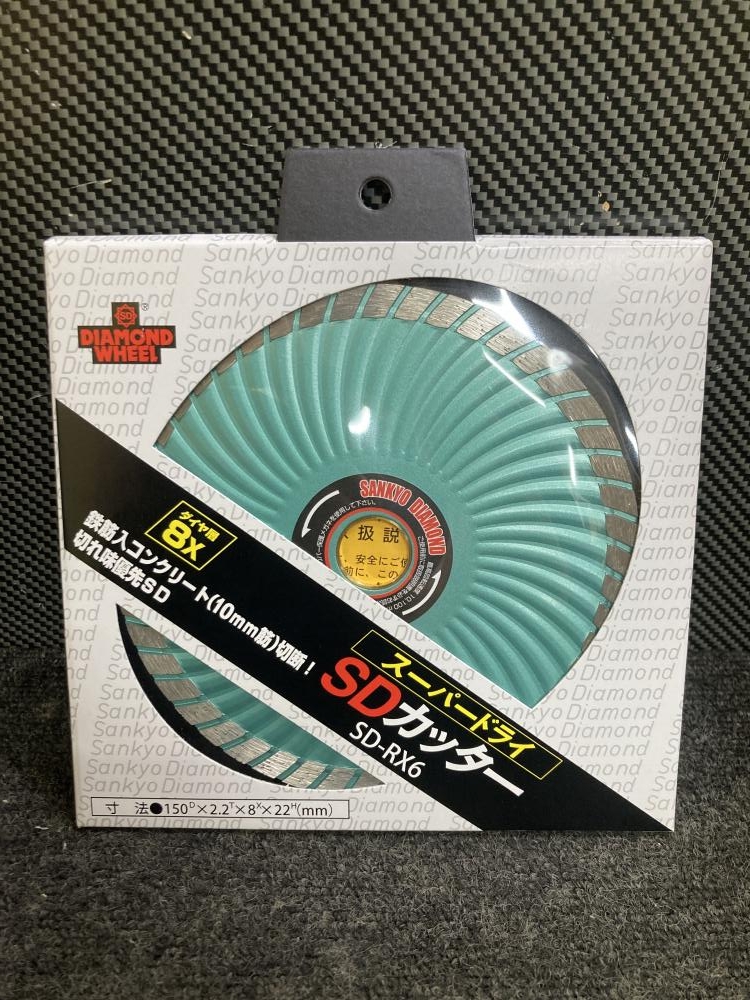 Sankyo Diamond
SD
®
DIAMOND
WHEEL
SANKYO DIAMOND
扱説
安全にご使
前に、この
ダイヤ層
8X
鉄筋入コンクリート(10mm筋)切断!
切れ味優先SD
スーパードライ
SDカッター
SD-RX6
寸 法●150D×2.2T×8X×22H(mm)